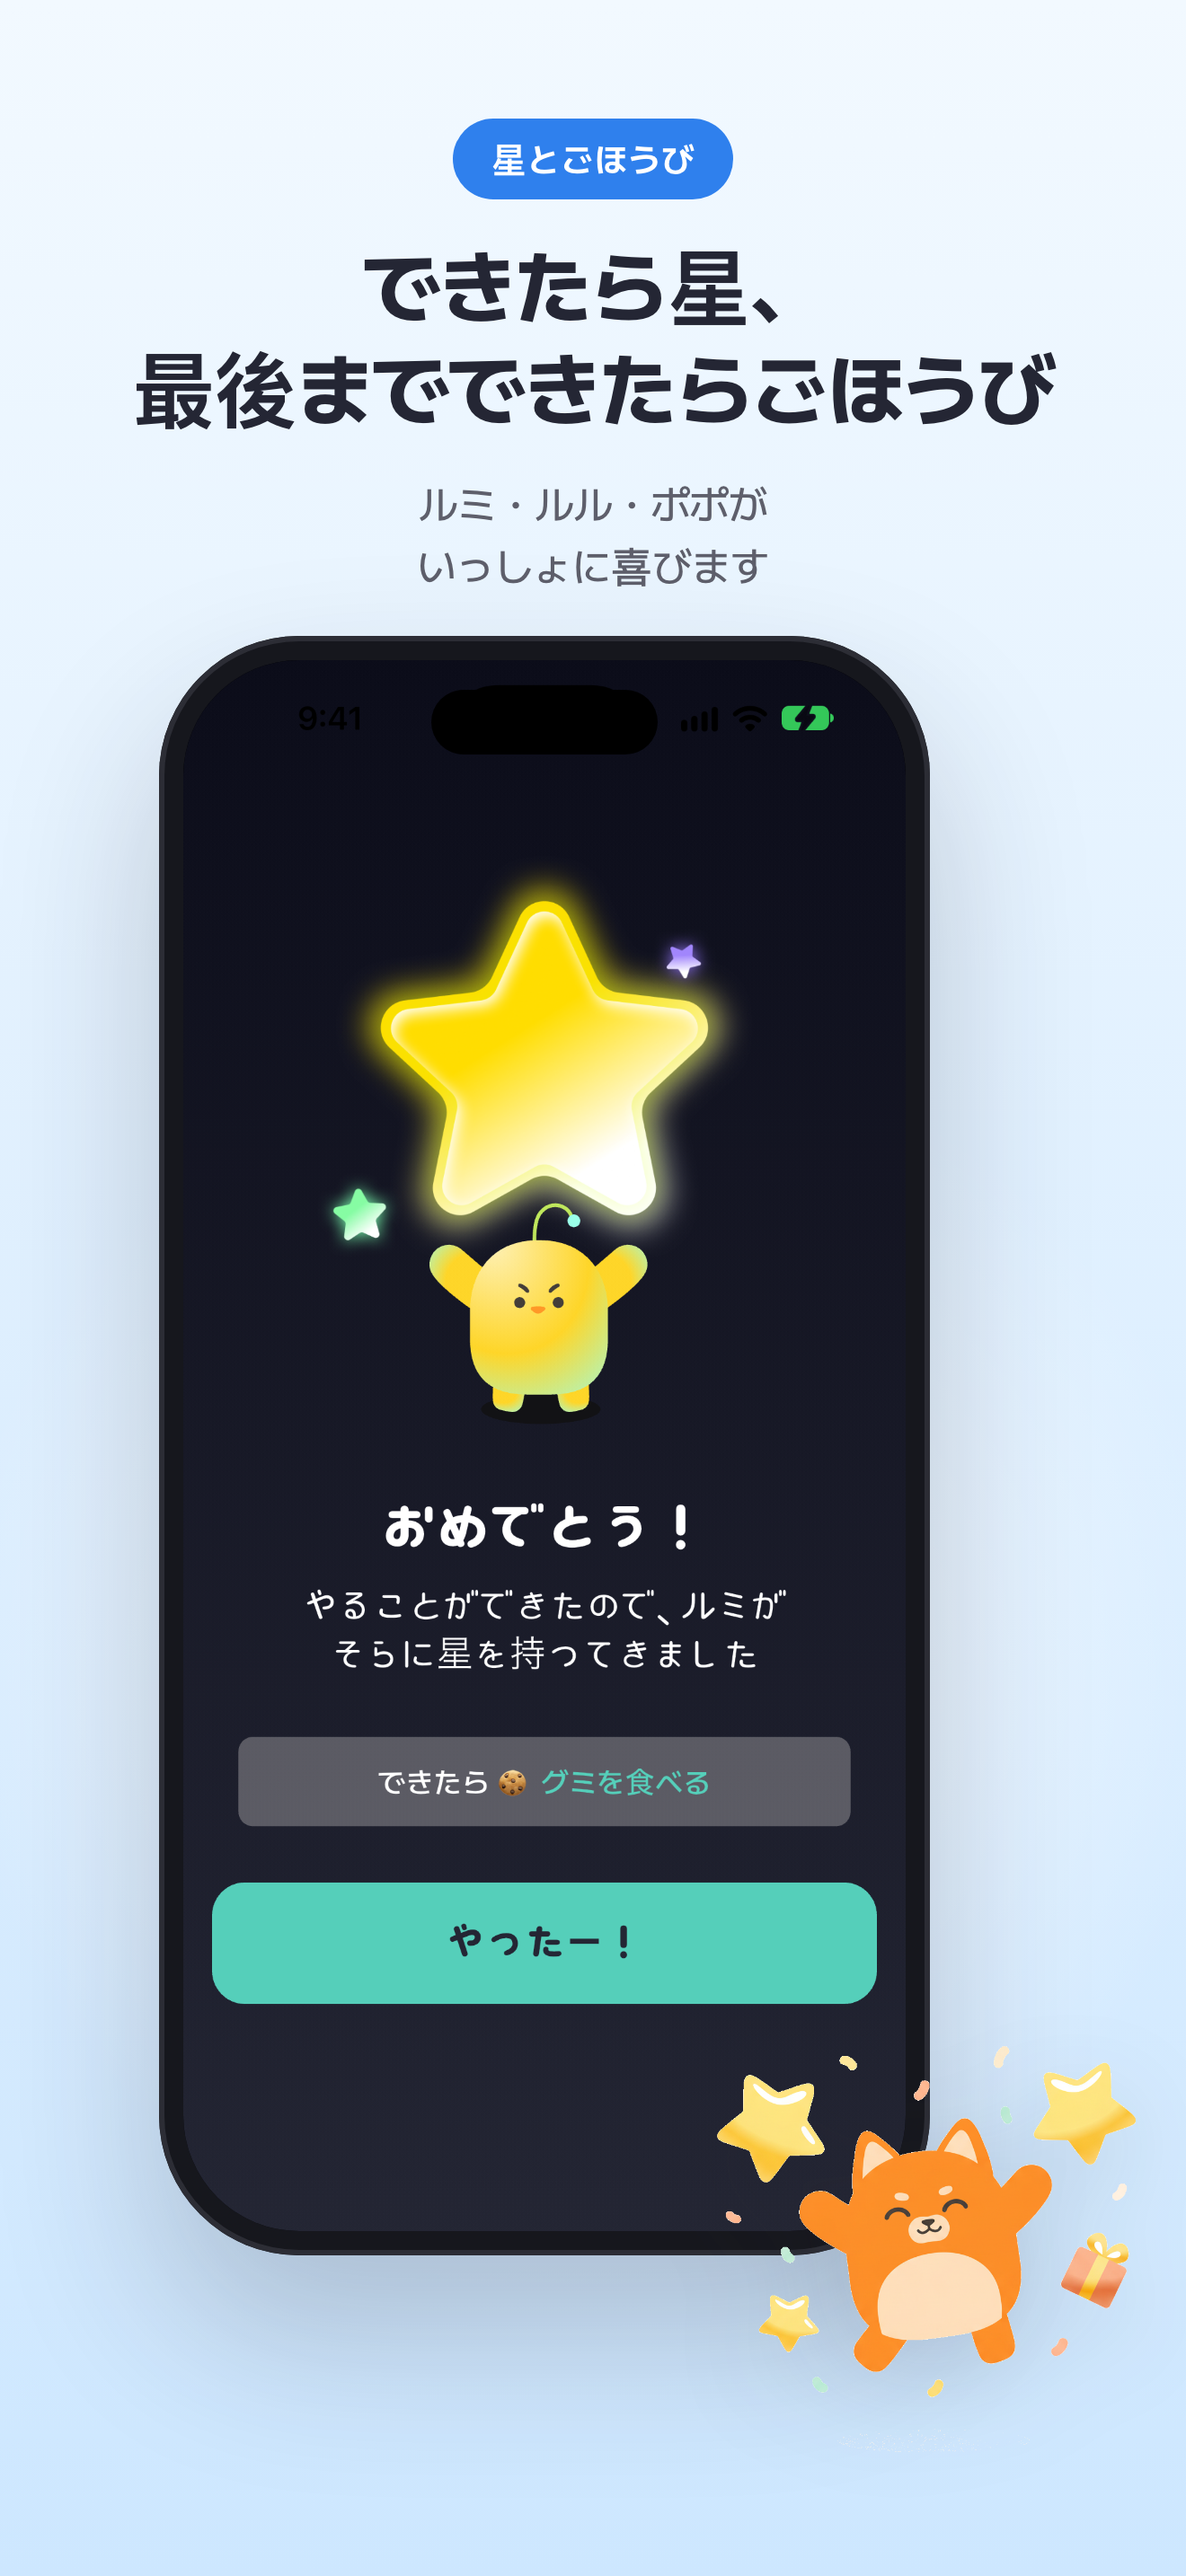 星とごほうび
できたら星、
最後までできたらごほうび
ルミ・ルル・ポポが
いっしょに喜びます
9:41
おめでとう！
やることができたので、ルミが
そらに星を持ってきました
できたら🍪 グミを食べる
やったー！